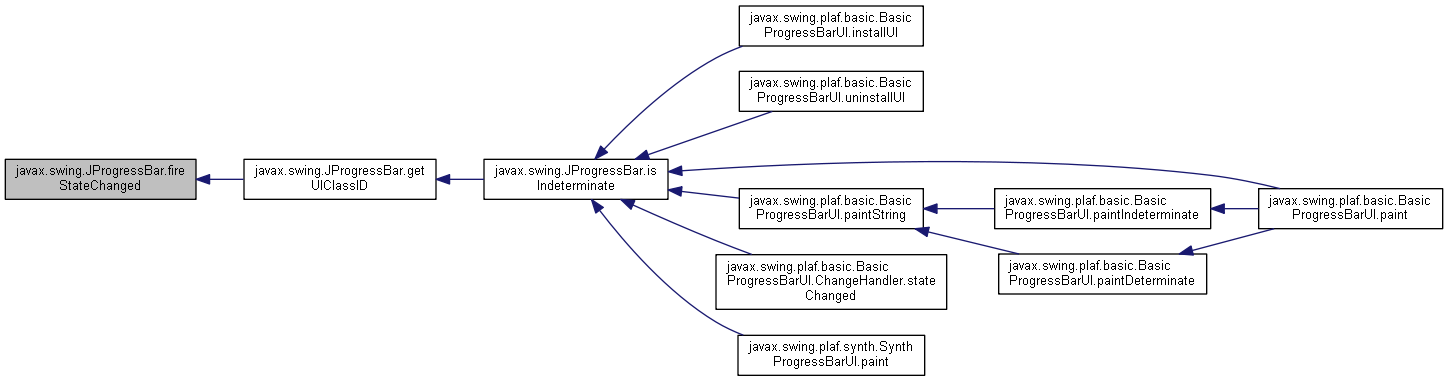 javax.swing.plaf.basic.Basic
ProgressBarUI.installUI
javax.swing.plaf.basic.Basic
ProgressBarUI.uninstallUI
javax.swing.JProgressBar.fire
StateChanged
javax.swing.JProgressBar.get
UIClassID
javax.swing.JProgressBar.is
Indeterminate
javax.swing.plaf.basic.Basic
ProgressBarUI.paintString
javax.swing.plaf.basic.Basic
ProgressBarUI.paintIndeterminate
javax.swing.plaf.basic.Basic
ProgressBarUI.paint
javax.swing.plaf.basic.Basic
ProgressBarUI.ChangeHandler.state
Changed
javax.swing.plaf.basic.Basic
ProgressBarUI.paintDeterminate
javax.swing.plaf.synth.Synth
ProgressBarUI.paint